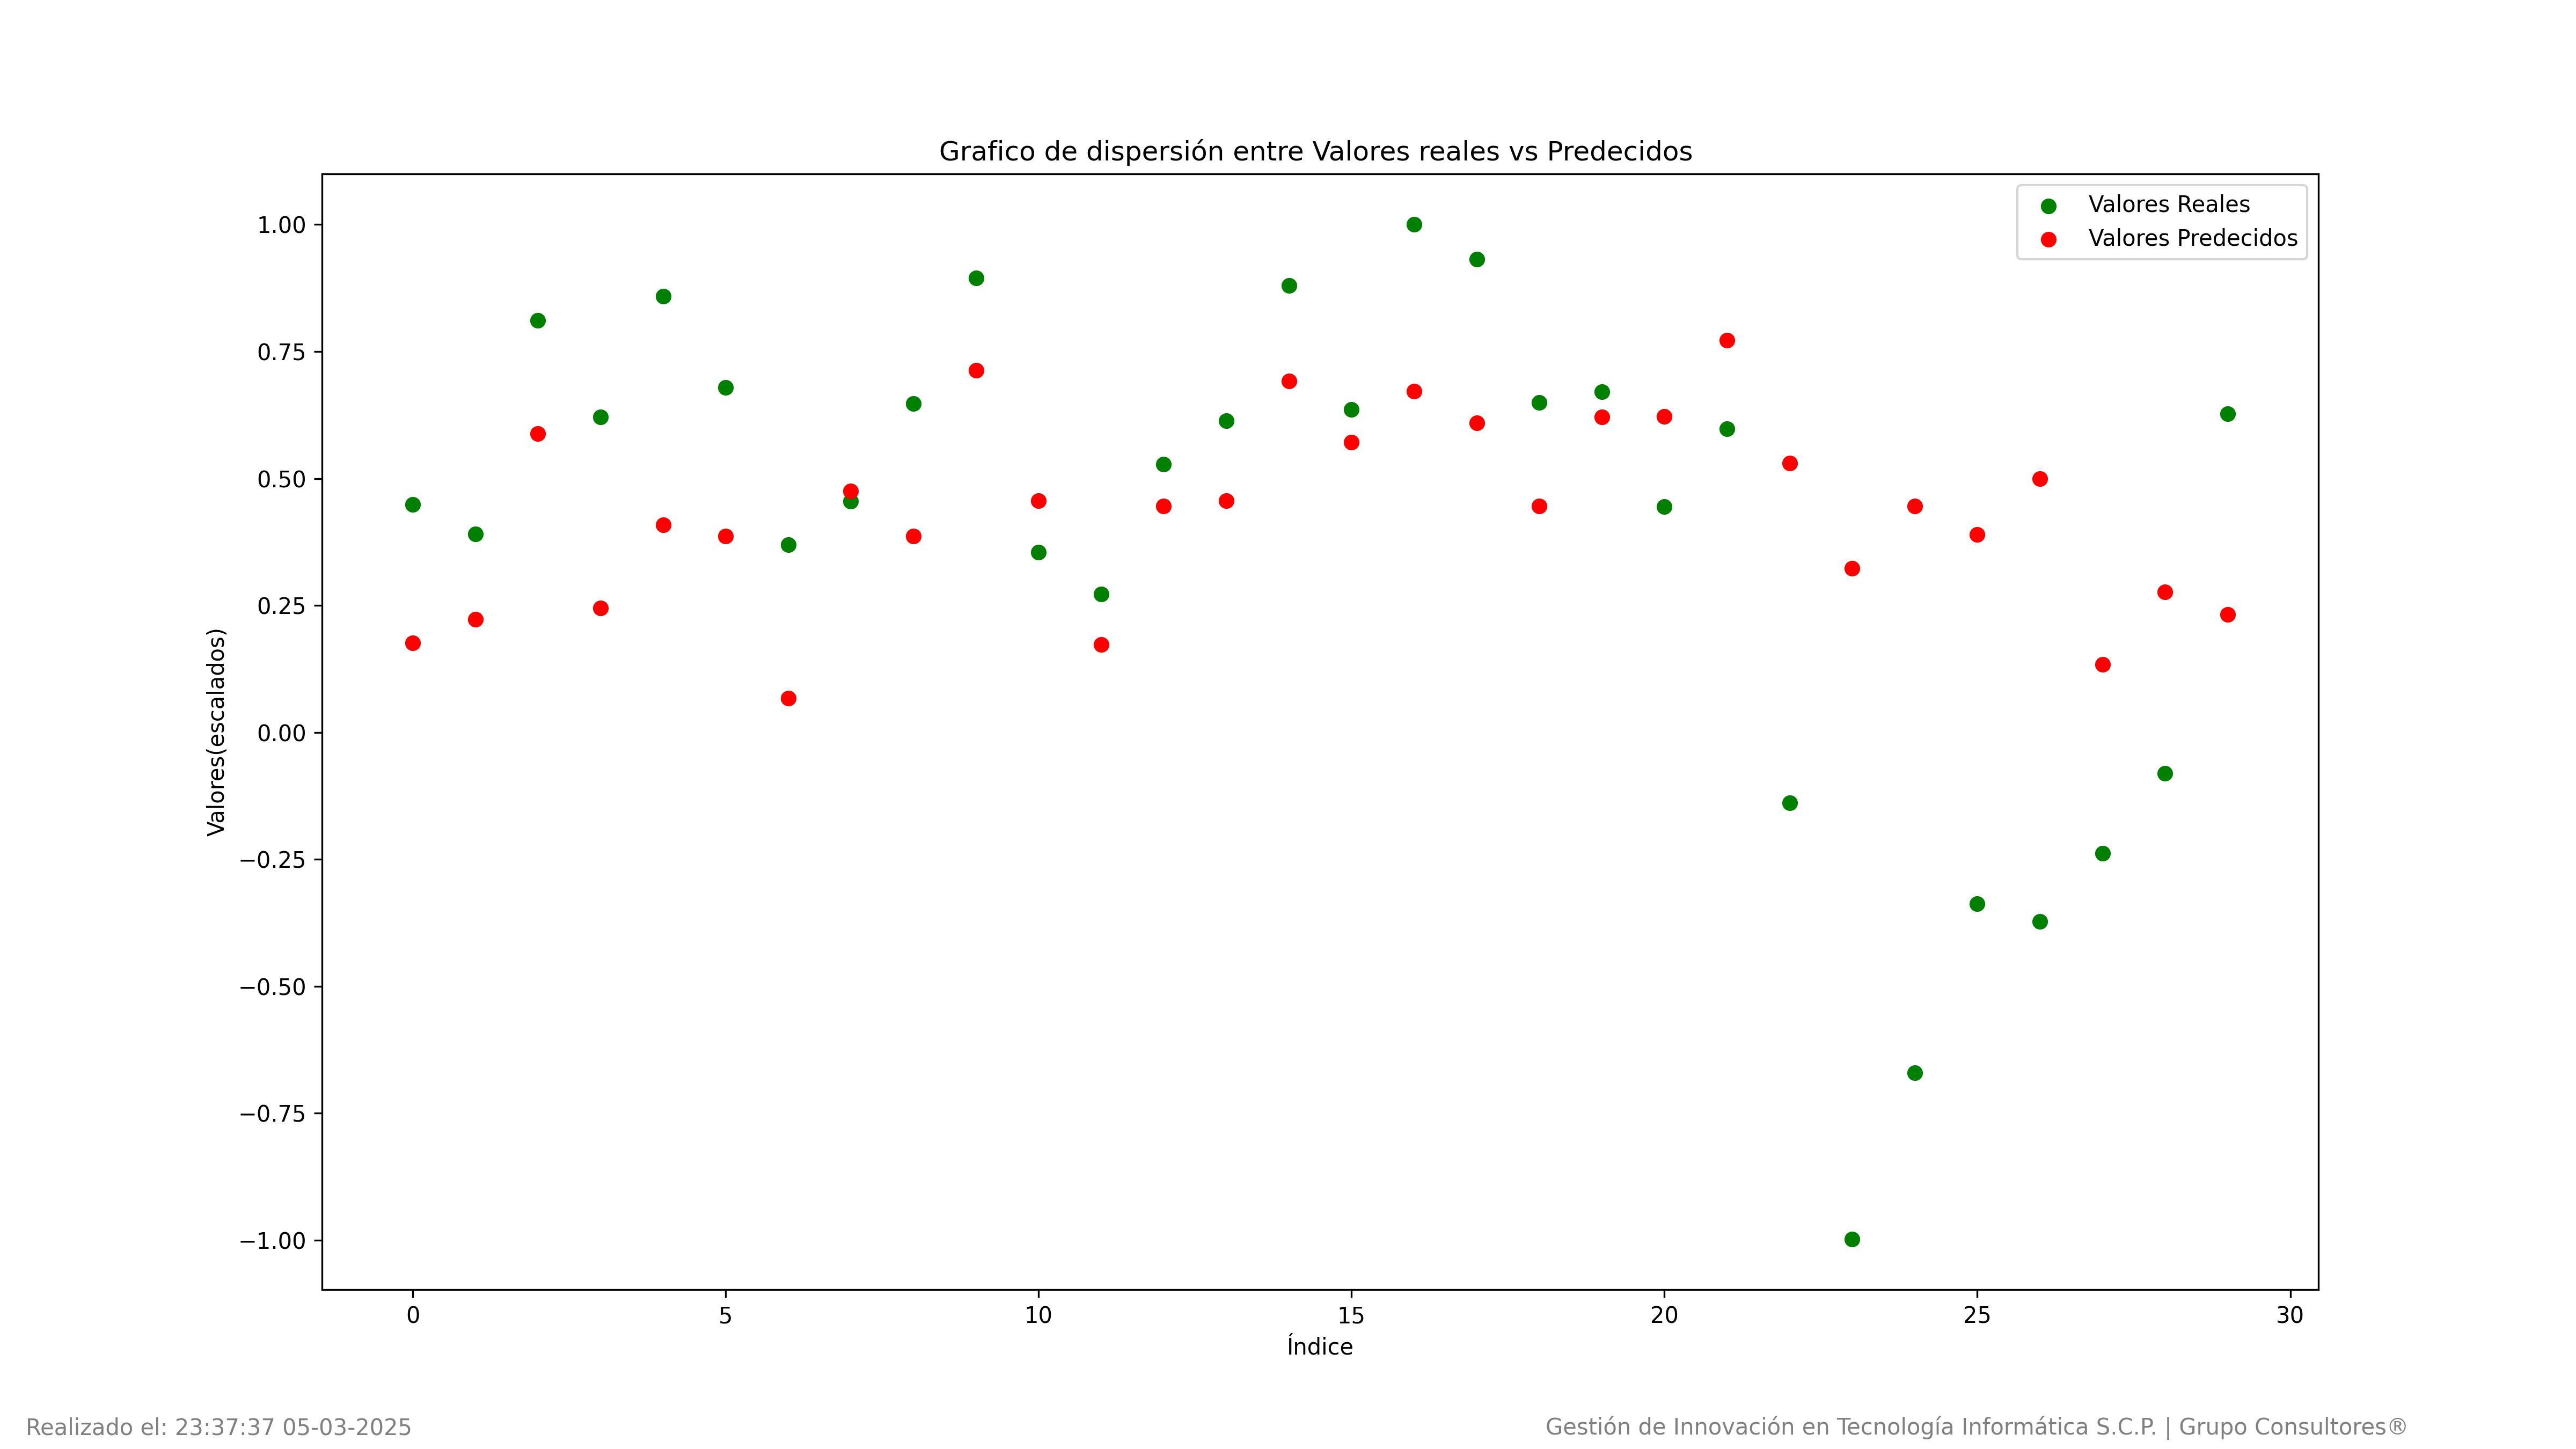 Grafico de dispersión entre Valores reales vs Predecidos
Valores Reales
Valores Predecidos
1.00
0.75
0.50
0.25
0.00
−0.25
−0.50
−0.75
−1.00
Valores(escalados)
0 5 10 15 20 25 30
Índice
Realizado el: 23:37:37 05-03-2025
Gestión de Innovación en Tecnología Informática S.C.P. | Grupo Consultores®